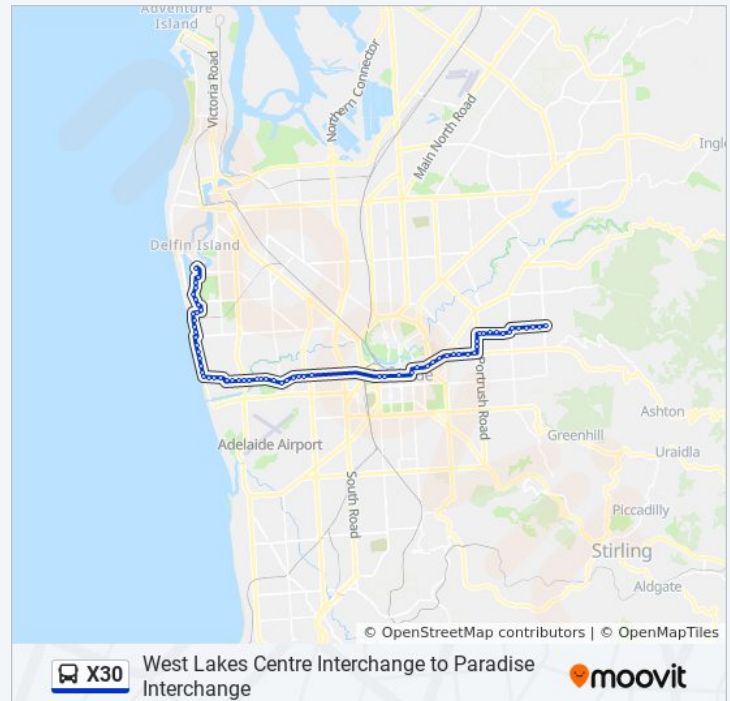 Adventure
Island
Victoria Road
Northern Connector
Main North Road
Ingle
Delfin Island
Portrush Road
Ashton
Adelaide Airport
Greenhill
Uraidla
South Road
Piccadilly
Stirling
Aldgate
© OpenStreetMap contributors | © OpenMapTiles
X30
West Lakes Centre Interchange to Paradise
Interchange
moovit